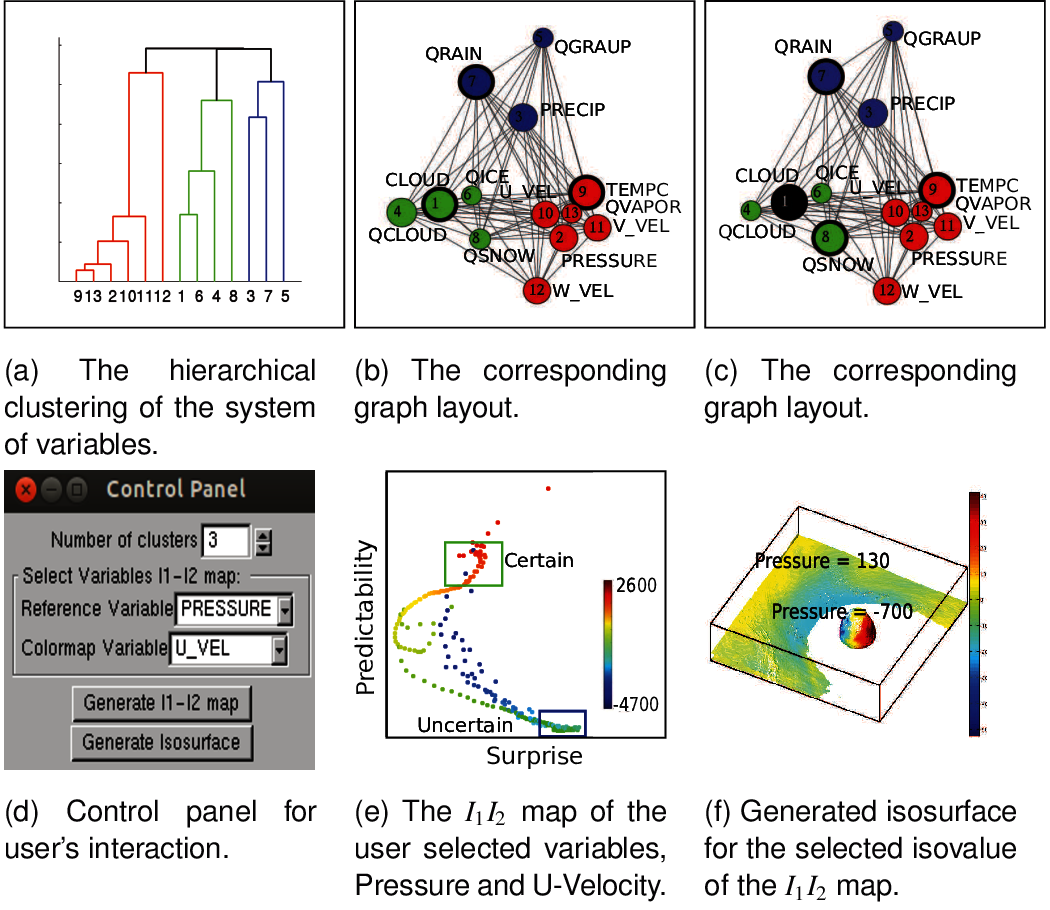 9 13 2 10 11 12 1 6 4 8 3 7 5
5
QGRAUP
QRAIN
7
PRECIP
3
CLOUD
QICE
U_VEL
TEMPC
9
1
6
QVAPOR
4
10
13
V_VEL
11
QCLOUD
8
2
QSNOW
PRESSURE
12
W_VEL
5
QGRAUP
QRAIN
7
PRECIP
3
CLOUD
QICE
U_VEL
TEMPC
9
1
6
QVAPOR
4
10
13
V_VEL
11
QCLOUD
8
2
QSNOW
PRESSURE
12
W_VEL
(a) The hierarchical
clustering of the system
of variables.
(b) The corresponding
graph layout.
(c) The corresponding
graph layout.
Control Panel
Number of clusters 3
Select Variables I1-I2 map:
Reference Variable PRESSURE
Colormap Variable U_VEL
Generate I1-I2 map
Generate Isosurface
Predictability
Certain
2600
-4700
Uncertain
Surprise
Pressure = 130
Pressure = -700
(d) Control panel for
user's interaction.
(e) The I₁I₂ map of the
user selected variables,
Pressure and U-Velocity.
(f) Generated isosurface
for the selected isovalue
of the I₁I₂ map.